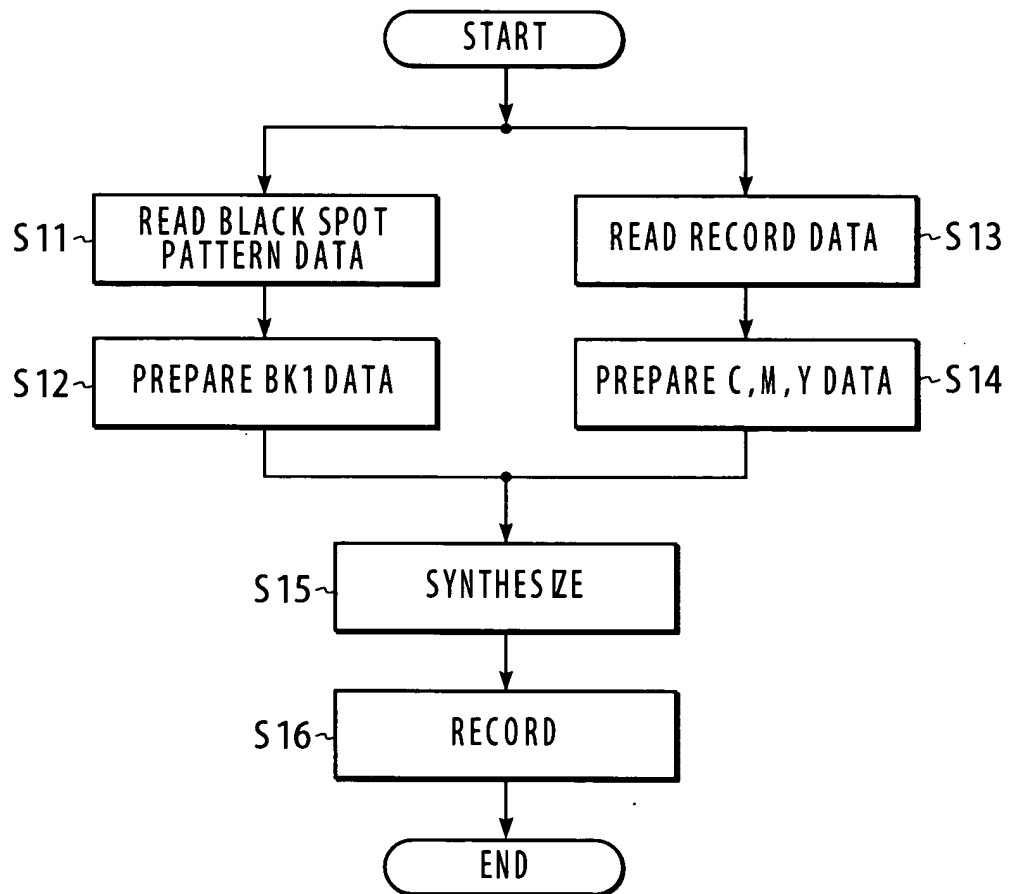 START
S11
READ BLACK SPOT
PATTERN DATA
READ RECORD DATA
S13
S12
PREPARE BK1 DATA
PREPARE C,M,Y DATA
S14
S15
SYNTHESIZE
S16
RECORD
END